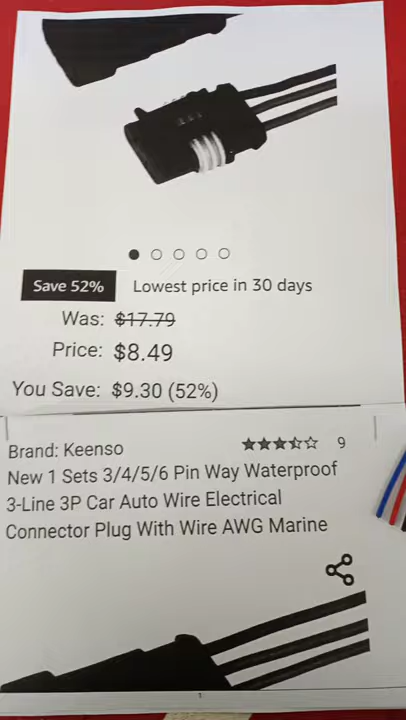 Save 52% Lowest price in 30 days
Was: $17.79
Price: $8.49
You Save: $9.30 (52%)
Brand: Keenso 9
New 1 Sets 3/4/5/6 Pin Way Waterproof
3-Line 3P Car Auto Wire Electrical
Connector Plug With Wire AWG Marine
1